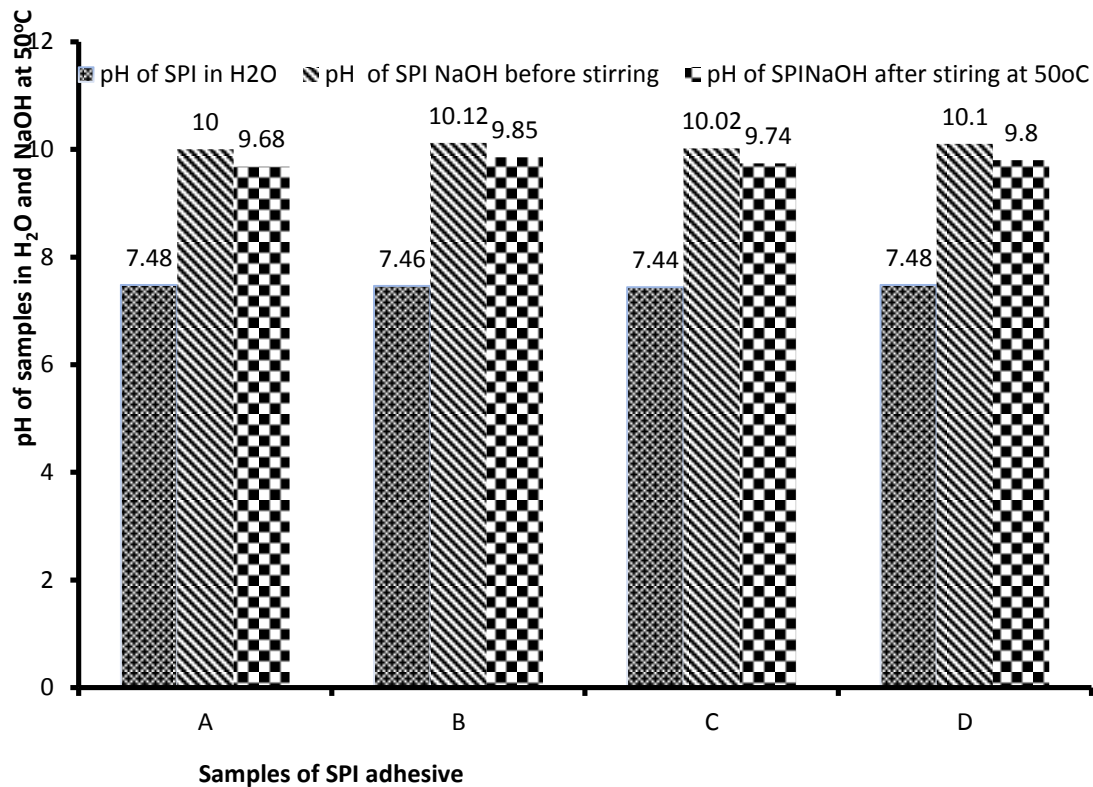 pH of samples in H₂O and NaOH at 50°C
12
10
8
6
4
2
0
pH of SPI in H2O pH of SPI NaOH before stirring pH of SPINaOH after stiring at 50oC
7.48 10 9.68
7.46 10.12 9.85
7.44 10.02 9.74
7.48 10.1 9.8
A B C D
Samples of SPI adhesive